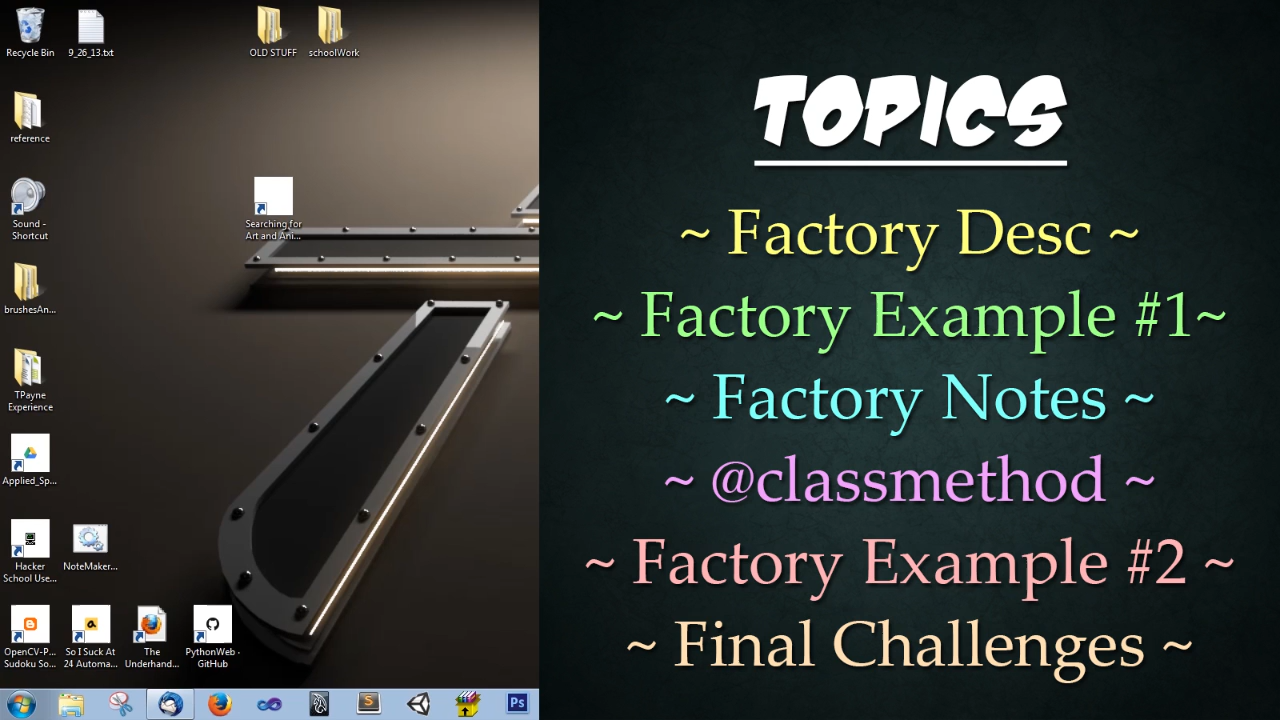 Recycle Bin
9_26_13.txt
OLD STUFF
schoolWork
reference
Sound -
Shortcut
Searching for
Art and Ani...
brushesAn...
TPayne
Experience
Applied_Sp...
Hacker
School Use...
NoteMaker...
OpenCV-P...
Sudoku So...
So I Suck At
24 Automa...
The
Underhand...
PythonWeb ·
GitHub
S
Ps
TOPICS
~ Factory Desc ~
~ Factory Example #1~
~ Factory Notes ~
~ @classmethod ~
~ Factory Example #2 ~
~ Final Challenges ~